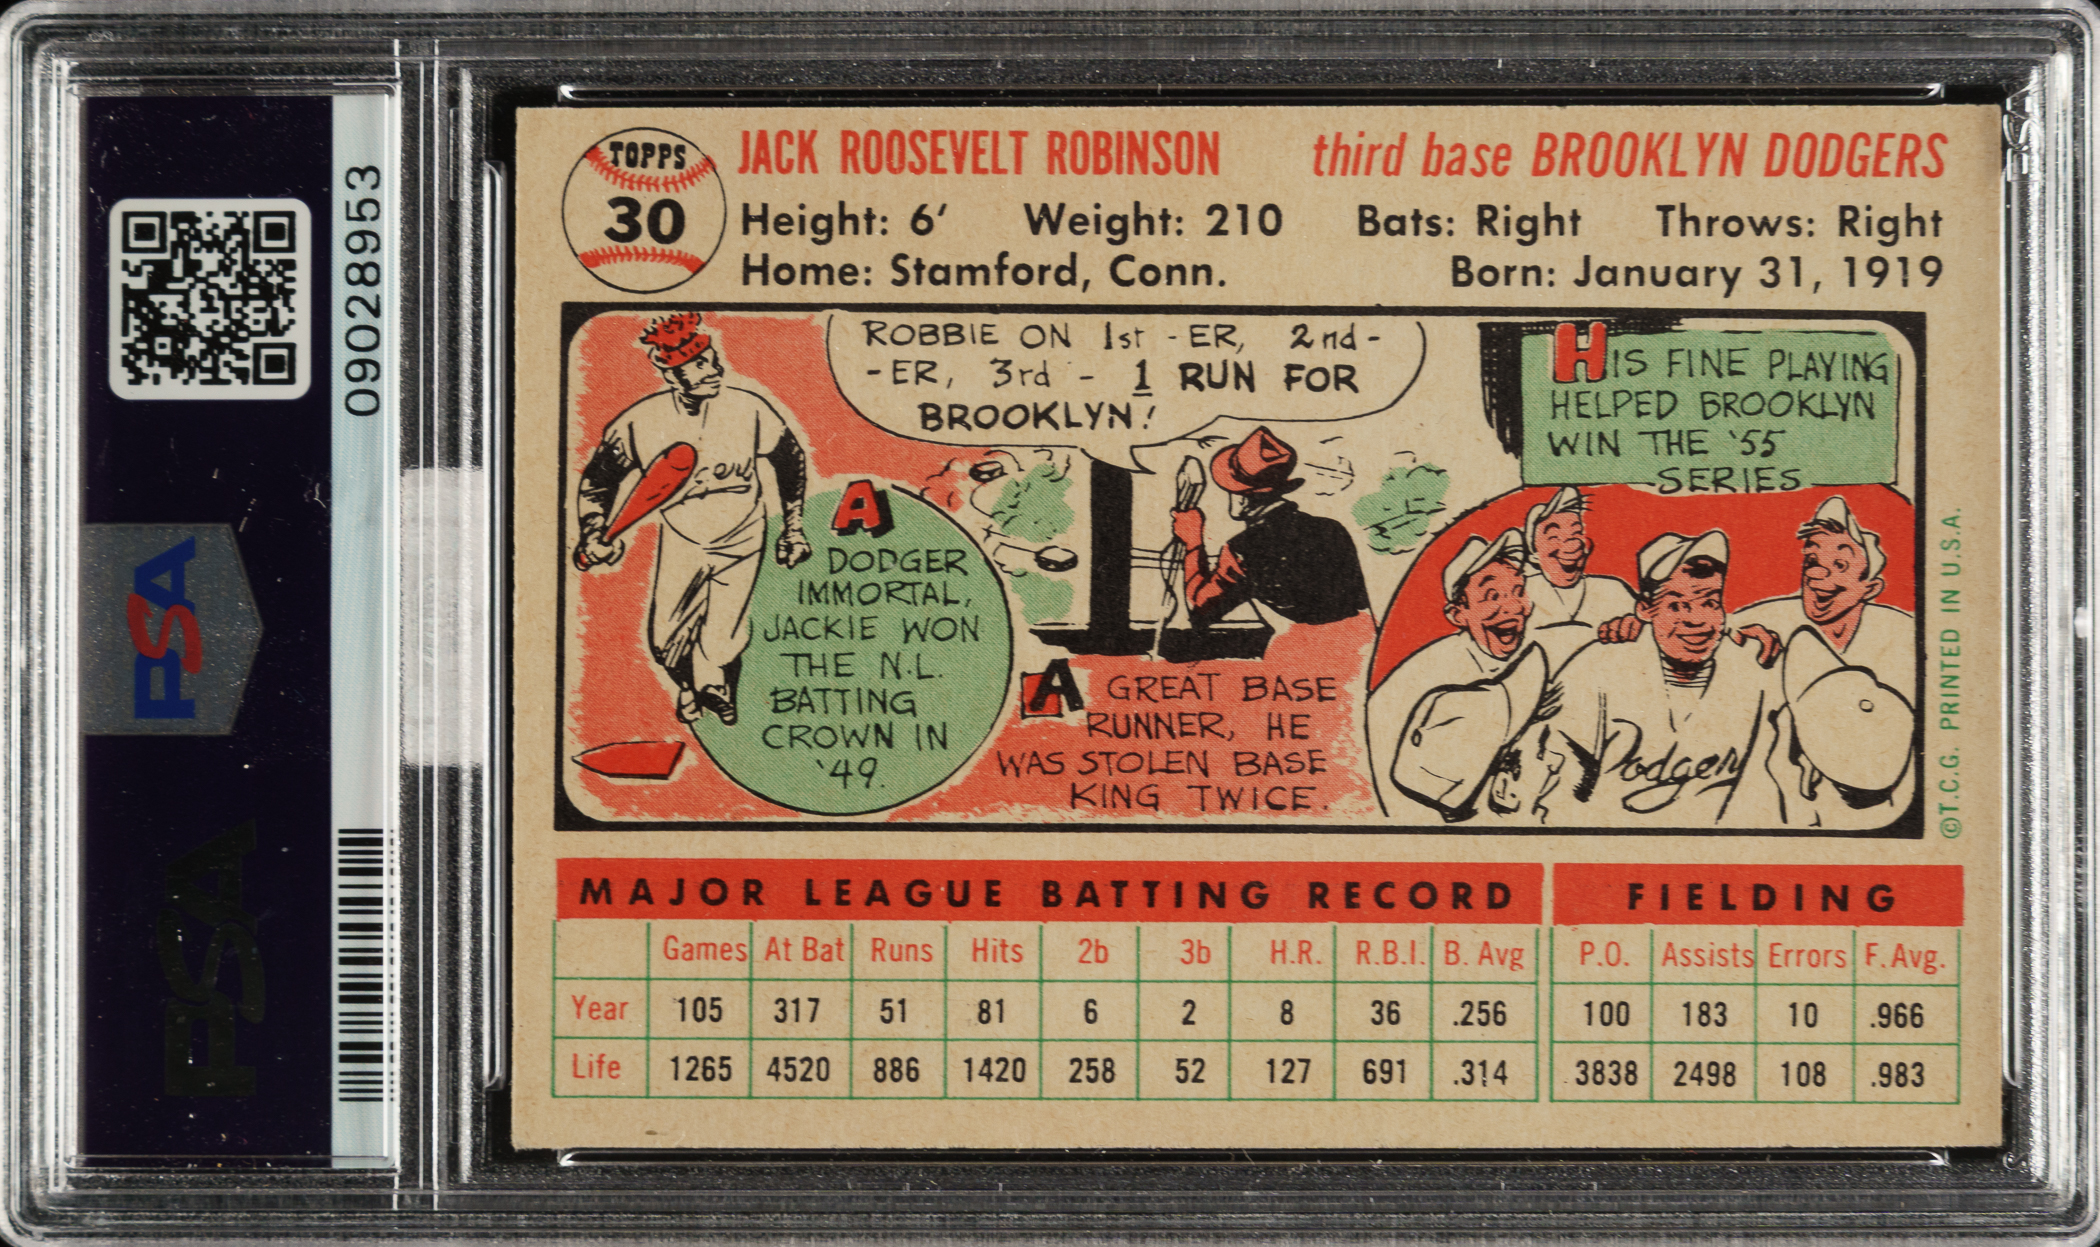 09028953
PSA
PSA
TOPPS
30
JACK ROOSEVELT ROBINSON third base BROOKLYN DODGERS
Height: 6' Weight: 210 Bats: Right Throws: Right
Home: Stamford, Conn. Born: January 31, 1919
ROBBIE ON 1st -ER, 2nd-
-ER, 3rd - 1 RUN FOR
BROOKLYN!
A
DODGER
IMMORTAL,
JACKIE WON
THE N.L.
BATTING
CROWN IN
'49.
A GREAT BASE
RUNNER, HE
WAS STOLEN BASE
KING TWICE.
HIS FINE PLAYING
HELPED BROOKLYN
WIN THE '55
SERIES
Dodgers
©T.C.G. PRINTED IN U.S.A.
MAJOR LEAGUE BATTING RECORD FIELDING
Games At Bat Runs Hits 2b 3b H.R. R.B.I. B. Avg P.O. Assists Errors F. Avg.
Year 105 317 51 81 6 2 8 36 .256 100 183 10 .966
Life 1265 4520 886 1420 258 52 127 691 .314 3838 2498 108 .983